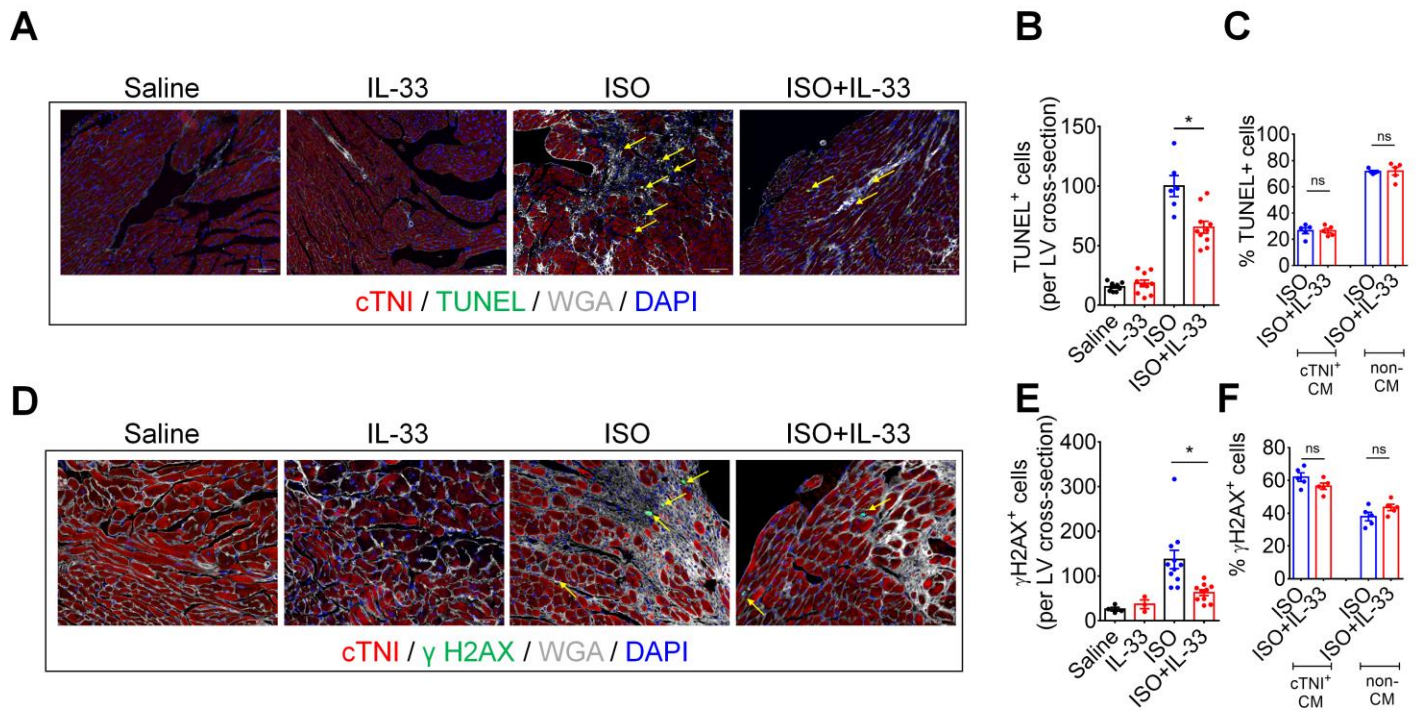 A
Saline IL-33 ISO ISO+IL-33
cTNI / TUNEL / WGA / DAPI
B
TUNEL+ cells
(per LV cross-section)
150
100
50
0
Saline
IL-33
ISO
ISO+IL-33
*
C
% TUNEL+ cells
100
80
60
40
20
0
ns
ns
ISO
ISO+IL-33
ISO
ISO+IL-33
cTNI+
CM
non-
CM
D
Saline IL-33 ISO ISO+IL-33
cTNI / γ H2AX / WGA / DAPI
E
γH2AX+ cells
(per LV cross-section)
400
300
200
100
0
Saline
IL-33
ISO
ISO+IL-33
*
F
% γH2AX+ cells
80
60
40
20
0
ns
ns
ISO
ISO+IL-33
ISO
ISO+IL-33
cTNI+
CM
non-
CM